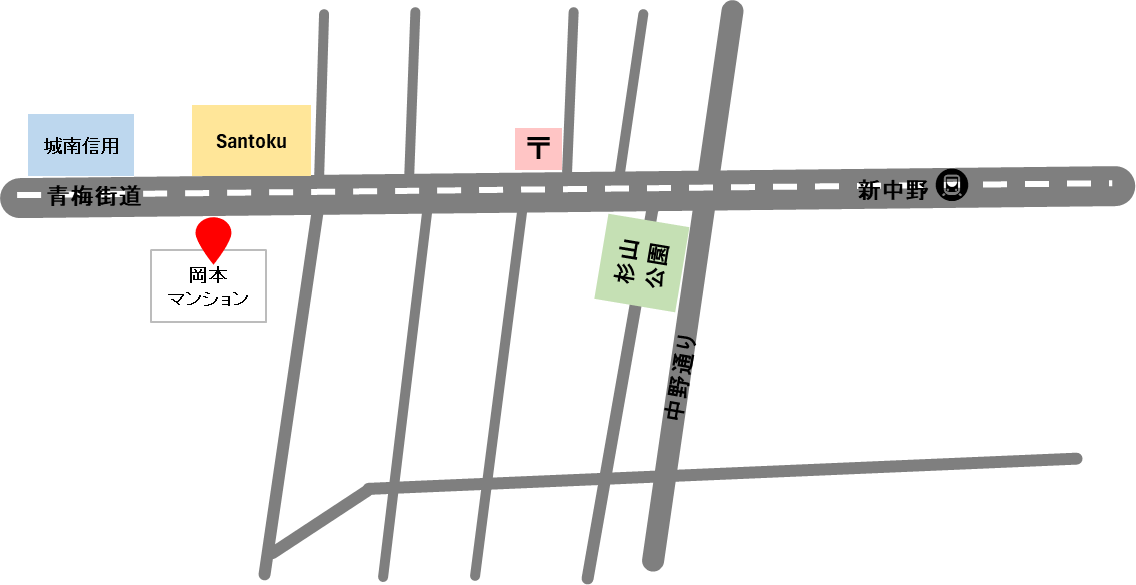 城南信用
Santoku
〒
青梅街道
新中野
岡本
マンション
杉山
公園
中野通り